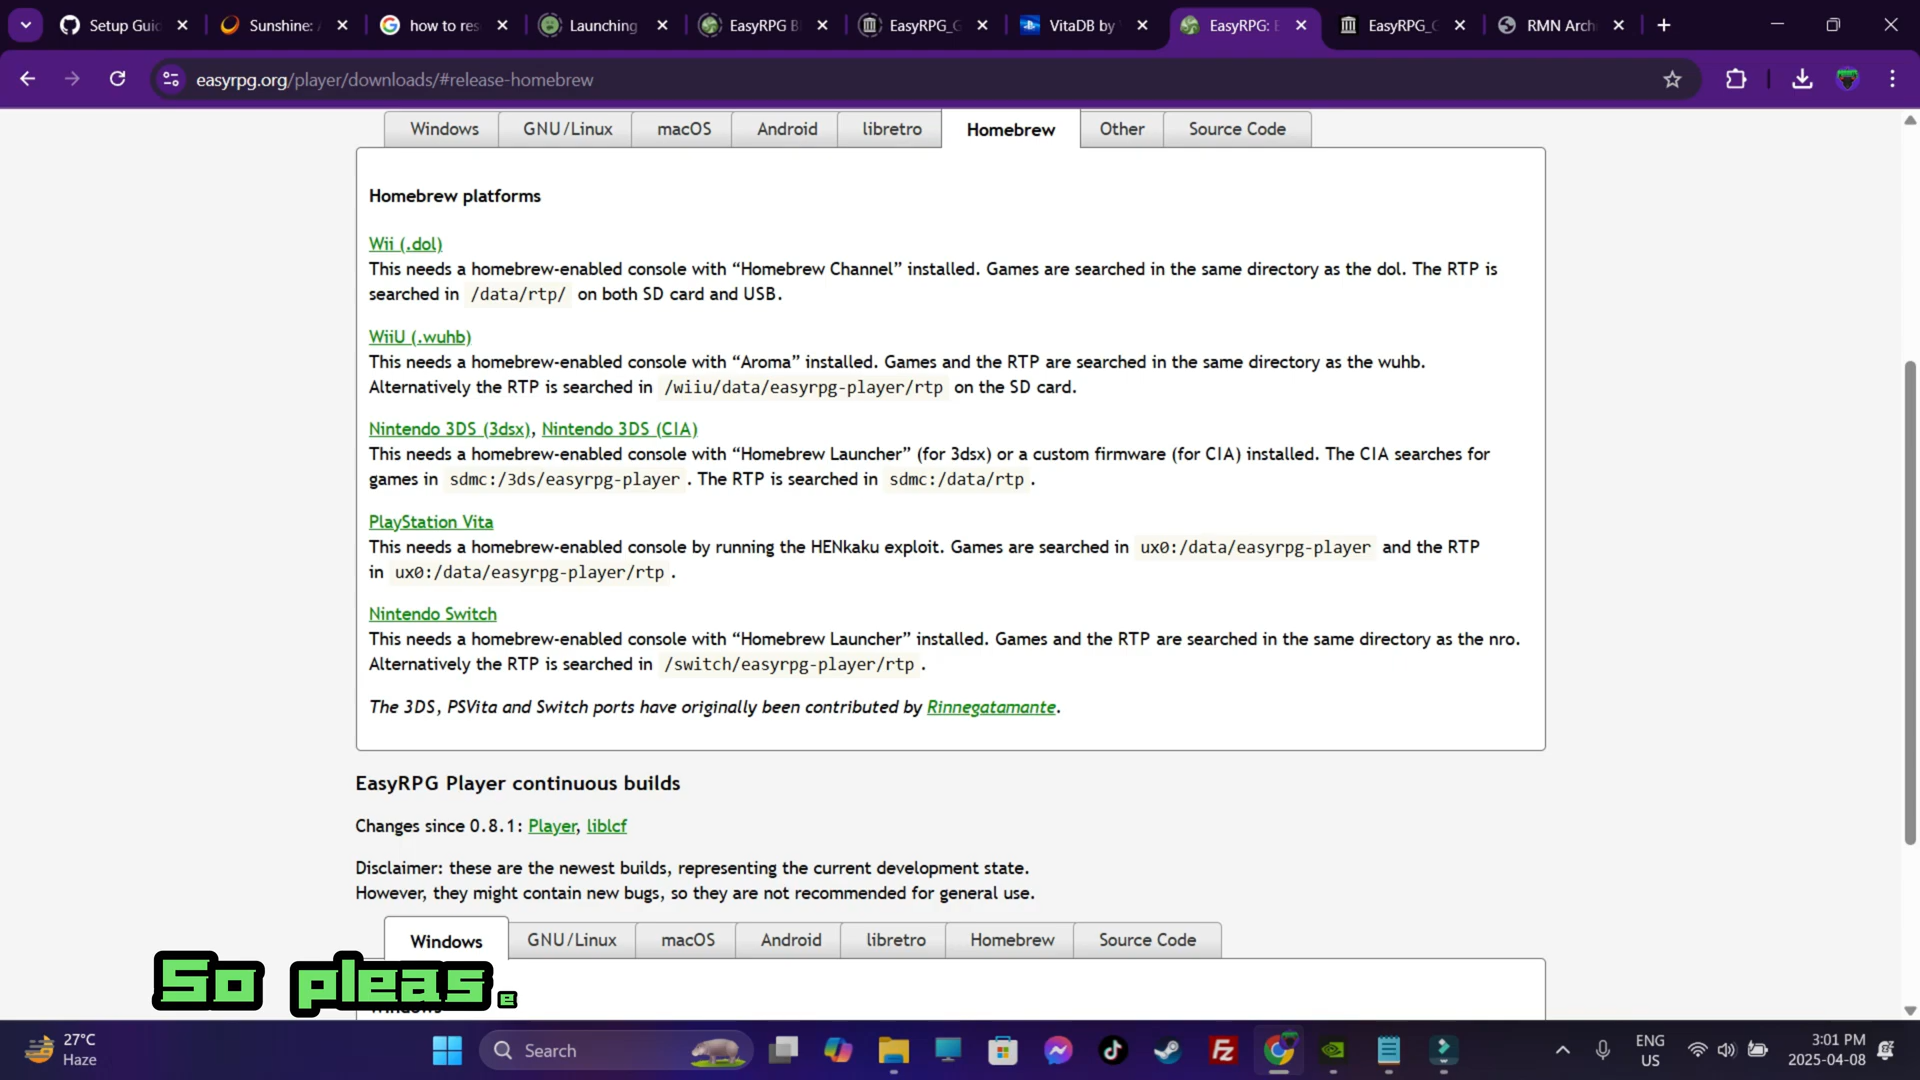 Setup Guid
Sunshine: A
how to res
Launching
EasyRPG B
EasyRPG_G
VitaDB by
EasyRPG: E
EasyRPG_
RMN Arch
easyrpg.org/player/downloads/#release-homebrew
Windows
GNU/Linux
macOS
Android
libretro
Homebrew
Other
Source Code
Homebrew platforms
Wii (.dol)
This needs a homebrew-enabled console with “Homebrew Channel” installed. Games are searched in the same directory as the dol. The RTP is
searched in /data/rtp/ on both SD card and USB.
WiiU (.wuhb)
This needs a homebrew-enabled console with “Aroma” installed. Games and the RTP are searched in the same directory as the wuhb.
Alternatively the RTP is searched in /wiiu/data/easyrpg-player/rtp on the SD card.
Nintendo 3DS (3dsx), Nintendo 3DS (CIA)
This needs a homebrew-enabled console with “Homebrew Launcher” (for 3dsx) or a custom firmware (for CIA) installed. The CIA searches for
games in sdmc:/3ds/easyrpg-player . The RTP is searched in sdmc:/data/rtp .
PlayStation Vita
This needs a homebrew-enabled console by running the HENkaku exploit. Games are searched in ux0:/data/easyrpg-player and the RTP
in ux0:/data/easyrpg-player/rtp .
Nintendo Switch
This needs a homebrew-enabled console with “Homebrew Launcher” installed. Games and the RTP are searched in the same directory as the nro.
Alternatively the RTP is searched in /switch/easyrpg-player/rtp .
The 3DS, PSVita and Switch ports have originally been contributed by Rinnegatamante.
EasyRPG Player continuous builds
Changes since 0.8.1: Player, liblcf
Disclaimer: these are the newest builds, representing the current development state.
However, they might contain new bugs, so they are not recommended for general use.
Windows
GNU/Linux
macOS
Android
libretro
Homebrew
Source Code
So please
27°C
Haze
Search
Fz
ENG
US
3:01 PM
2025-04-08